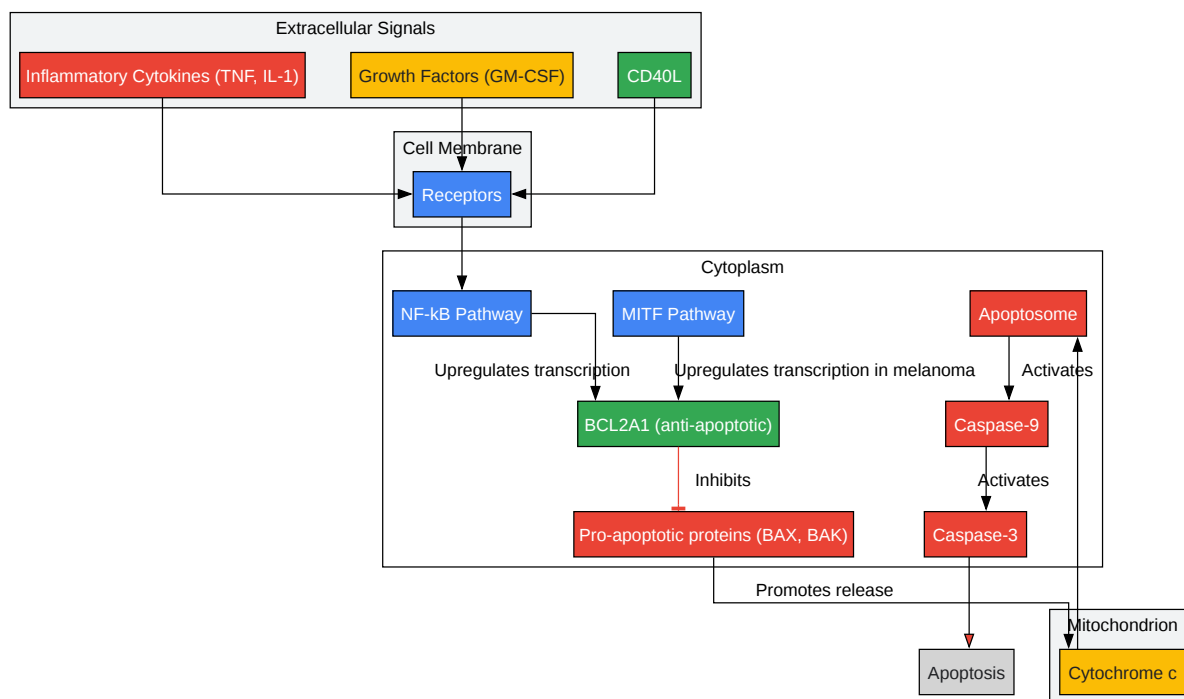 Extracellular Signals
Inflammatory Cytokines (TNF, IL-1)
Growth Factors (GM-CSF)
CD40L
Cell Membrane
Receptors
Cytoplasm
NF-kB Pathway
MITF Pathway
Apoptosome
Upregulates transcription
Upregulates transcription in melanoma
Activates
BCL2A1 (anti-apoptotic)
Caspase-9
Inhibits
Activates
Pro-apoptotic proteins (BAX, BAK)
Caspase-3
Promotes release
Mitochondrion
Apoptosis
Cytochrome c